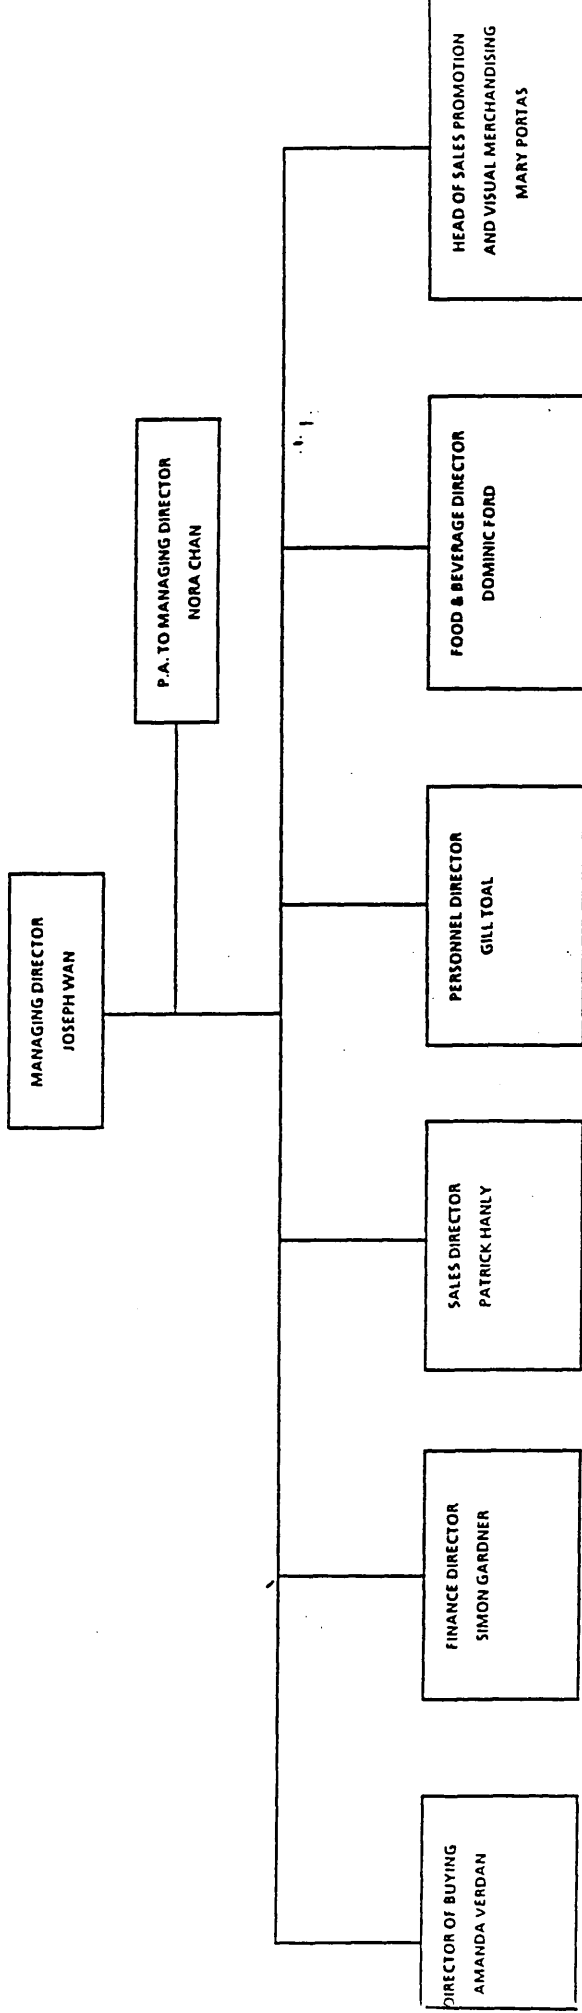 MANAGING DIRECTOR
JOSEPH WAN
P.A. TO MANAGING DIRECTOR
NORA CHAN
DIRECTOR OF BUYING
AMANDA VERDAN
FINANCE DIRECTOR
SIMON GARDNER
SALES DIRECTOR
PATRICK HANLY
PERSONNEL DIRECTOR
GILL TOAL
FOOD & BEVERAGE DIRECTOR
DOMINIC FORD
HEAD OF SALES PROMOTION
AND VISUAL MERCHANDISING
MARY PORTAS